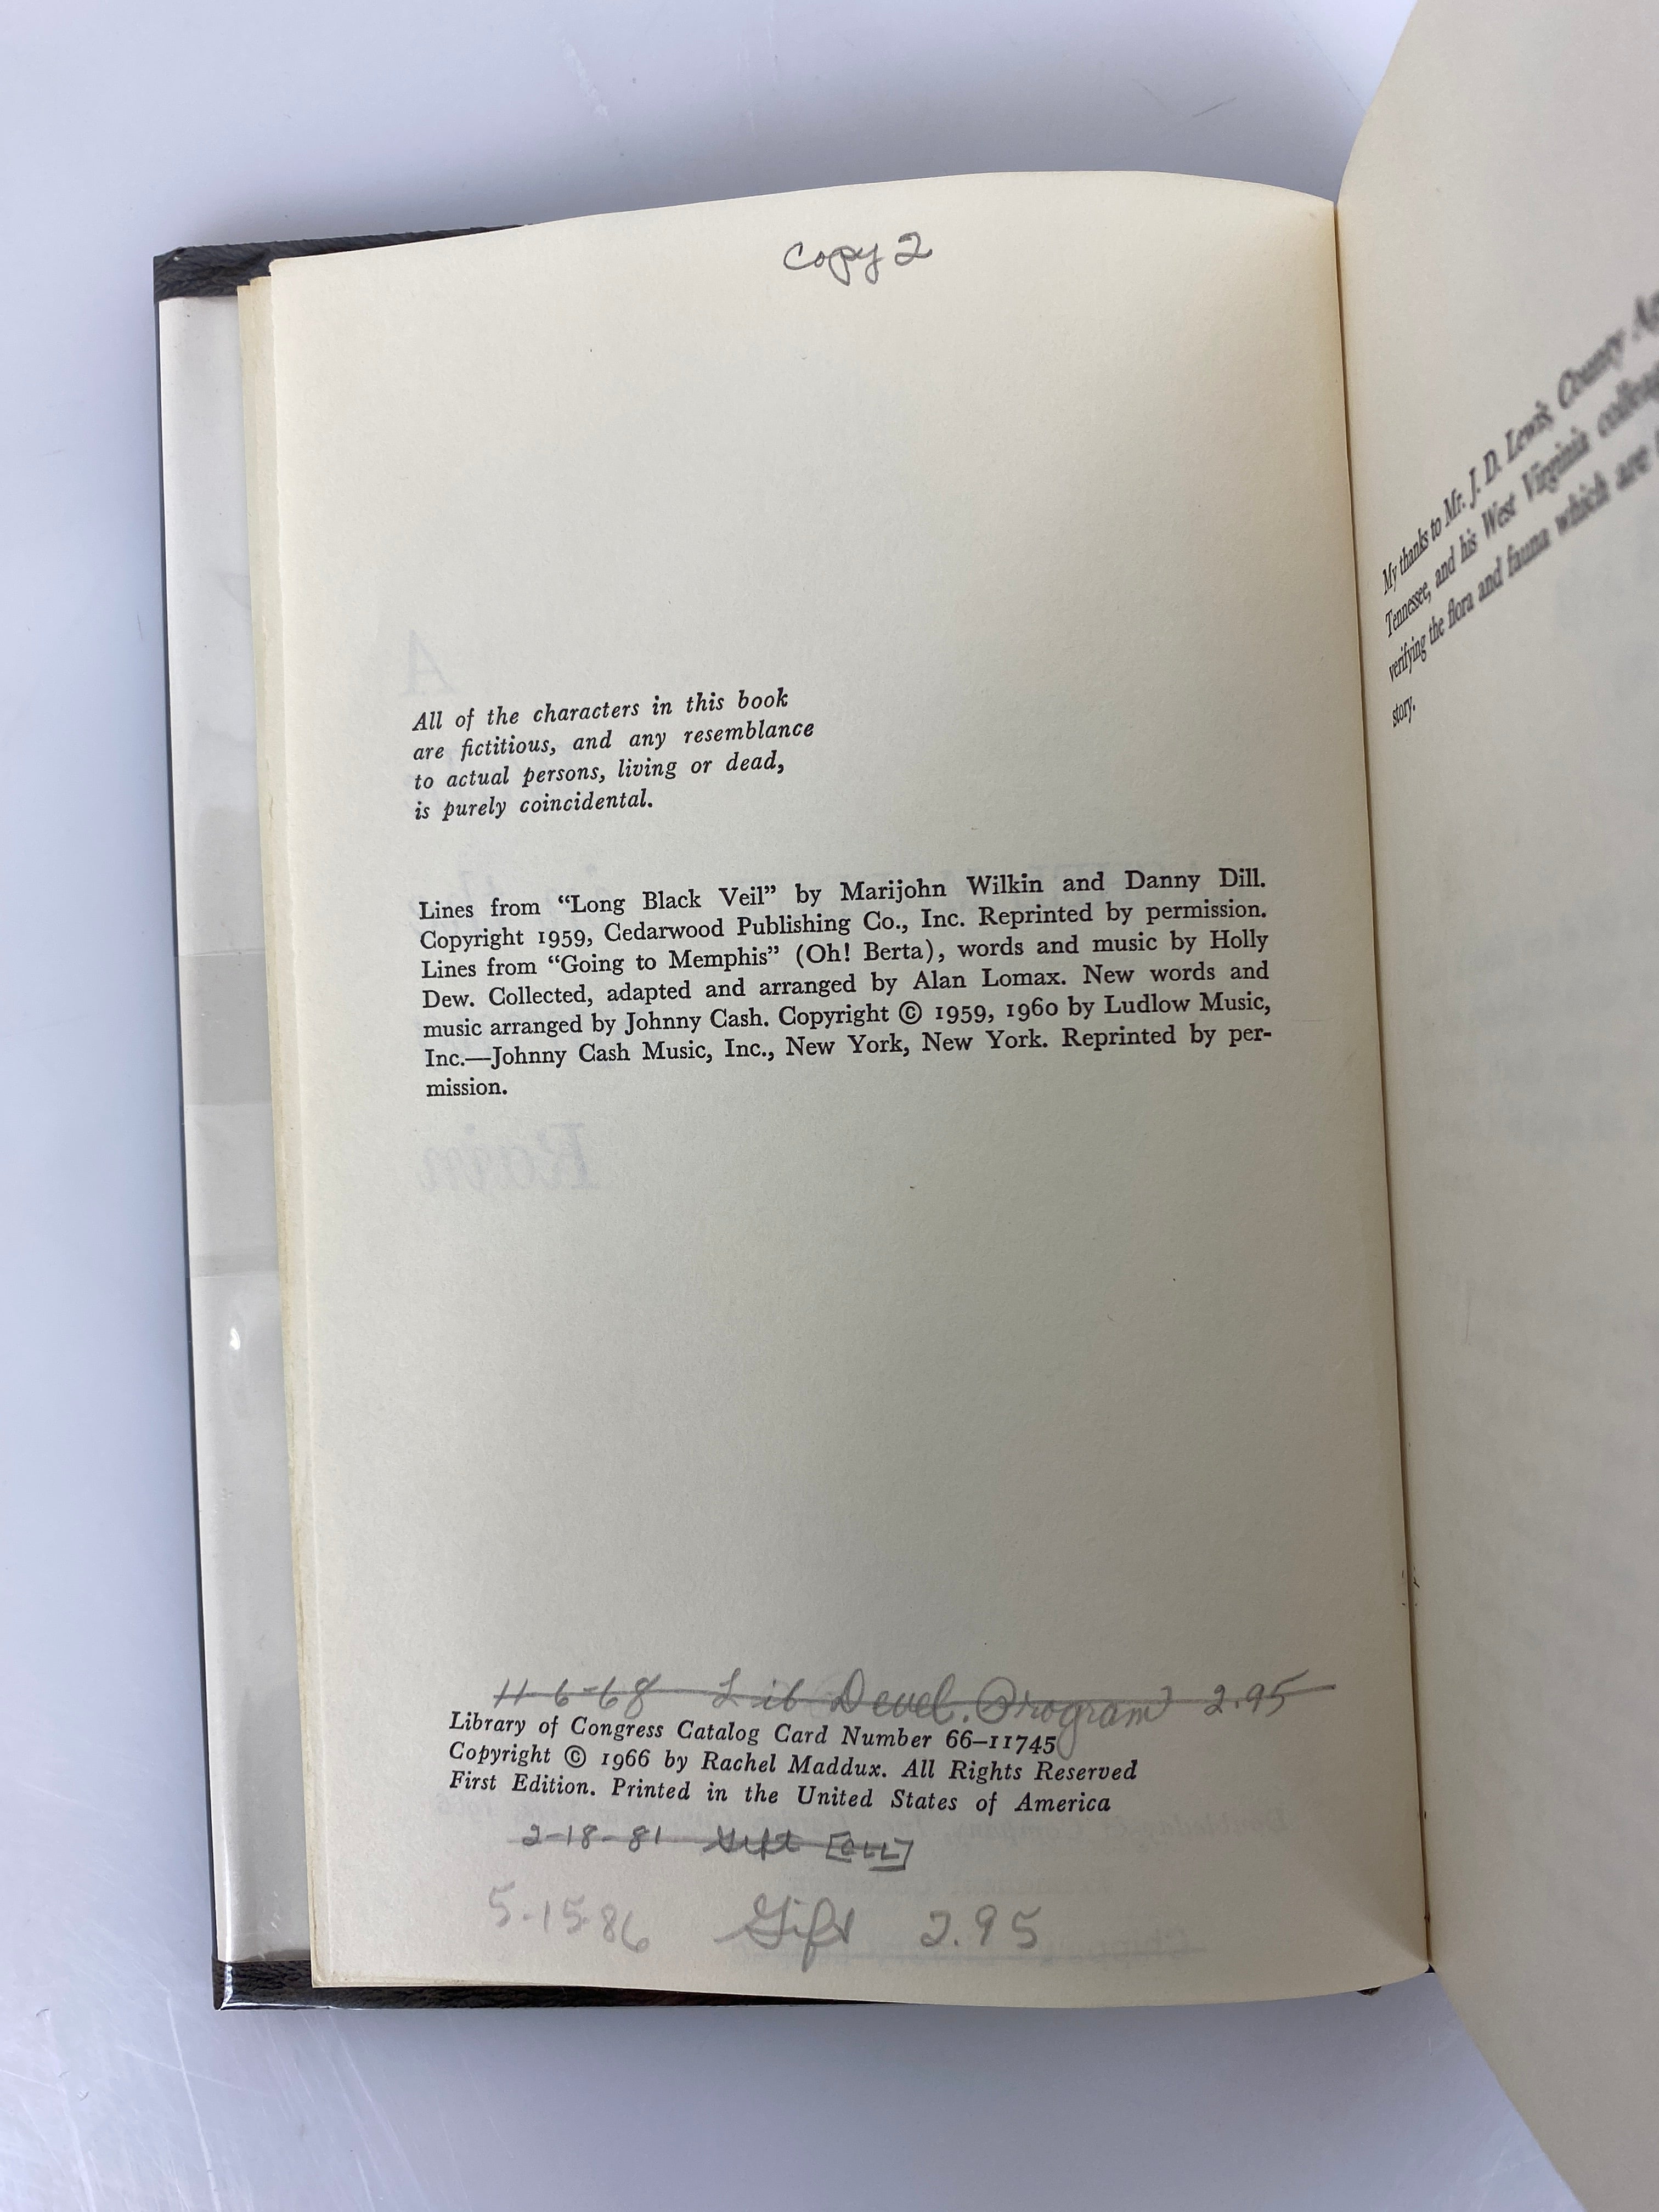 copy 2
All of the characters in this book
are fictitious, and any resemblance
to actual persons, living or dead,
is purely coincidental.
Lines from “Long Black Veil” by Marijohn Wilkin and Danny Dill.
Copyright 1959, Cedarwood Publishing Co., Inc. Reprinted by permission.
Lines from “Going to Memphis” (Oh! Berta), words and music by Holly
Dew. Collected, adapted and arranged by Alan Lomax. New words and
music arranged by Johnny Cash. Copyright © 1959, 1960 by Ludlow Music,
Inc.—Johnny Cash Music, Inc., New York, New York. Reprinted by per-
mission.
11-6-68 Lib Devel. Program 2.95
Library of Congress Catalog Card Number 66–11745
Copyright © 1966 by Rachel Maddux. All Rights Reserved
First Edition. Printed in the United States of America
2-18-81 Gift
5-15-86 Gift 2.95
My thanks to Mr. J. D. Lewis, County
Tennessee, and his West Virginia
verifying the flora and fauna which are
story.